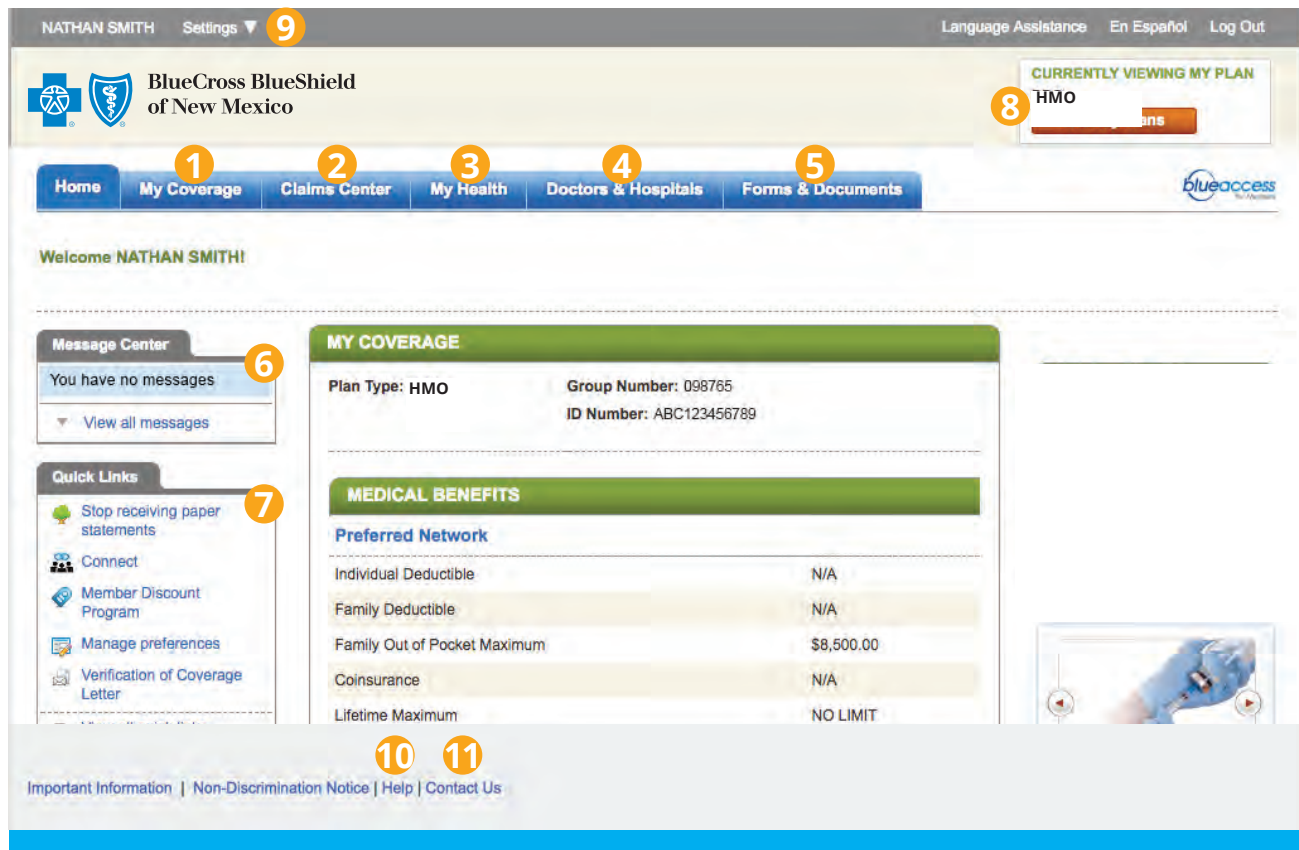 NATHAN SMITH Settings ▼ 9 Language Assistance En Español Log Out
BlueCross BlueShield
of New Mexico
CURRENTLY VIEWING MY PLAN
8 HMO
1 2 3 4 5
Home My Coverage Claims Center My Health Doctors & Hospitals Forms & Documents
blueaccess
Welcome NATHAN SMITH!
Message Center
6
You have no messages
View all messages
Quick Links
7
Stop receiving paper
statements
Connect
Member Discount
Program
Manage preferences
Verification of Coverage
Letter
MY COVERAGE
Plan Type: HMO Group Number: 098765
ID Number: ABC123456789
MEDICAL BENEFITS
Preferred Network
Individual Deductible N/A
Family Deductible N/A
Family Out of Pocket Maximum $8,500.00
Coinsurance N/A
Lifetime Maximum NO LIMIT
10 11
Important Information | Non-Discrimination Notice | Help | Contact Us